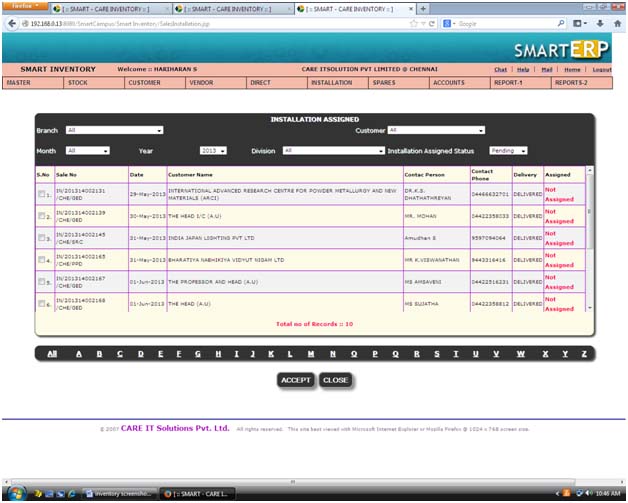 Firefox
[ :: SMART - CARE INVENTORY :: ] × [ :: SMART - CARE INVENTORY :: ] × [ :: SMART - CARE INVENTORY :: ] × +
192.168.0.13:8080/SmartCampus/Smart Inventory/SalesInstallation.jsp Google
SMARTERP
SMART INVENTORY Welcome :: HARIHARAN S CARE ITSOLUTION PVT LIMITED @ CHENNAI Chat | Help | Mail | Home | Logout
MASTER STOCK CUSTOMER VENDOR DIRECT INSTALLATION SPARES ACCOUNTS REPORT-1 REPORTS-2
INSTALLATION ASSIGNED
Branch All Customer All
Month All Year 2013 Division All Installation Assigned Status Pending
S.No Sale No Date Customer Name Contac Person Contact Phone Delivery Assigned
1. IN/201314002131 /CHE/GED 29-May-2013 INTERNATIONAL ADVANCED RESEARCH CENTRE FOR POWDER METALLURGY AND NEW MATERIALS (ARCI) DR.K.S. DHATHATHREYAN 04466632701 DELIVERED Not Assigned
2. IN/201314002139 /CHE/GED 30-May-2013 THE HEAD I/C (A.U) MR. MOHAN 04422358033 DELIVERED Not Assigned
3. IN/201314002145 /CHE/SRC 31-May-2013 INDIA JAPAN LIGHTING PVT LTD Amudhan S 9597094064 DELIVERED Not Assigned
4. IN/201314002165 /CHE/PPD 31-May-2013 BHARATIYA NABHIKIYA VIDYUT NIGAM LTD MR K.VISWANATHAN 9443316416 DELIVERED Not Assigned
5. IN/201314002167 /CHE/GED 01-Jun-2013 THE PROFESSOR AND HEAD (A.U) MS AMSAVENI 04422516231 DELIVERED Not Assigned
6. IN/201314002168 /CHE/GED 01-Jun-2013 THE HEAD (A.U) MS SUJATHA 04422358812 DELIVERED Not Assigned
Total no of Records :: 10
All A B C D E F G H I J K L M N O P Q R S T U V W X Y Z
ACCEPT CLOSE
© 2007 CARE IT Solutions Pvt. Ltd. All rights reserved. This site best viewed with Microsoft Internet Explorer or Mozilla Firefox @ 1024 x 768 screen size.
inventory screensho... [ :: SMART - CARE I... 10:46 AM